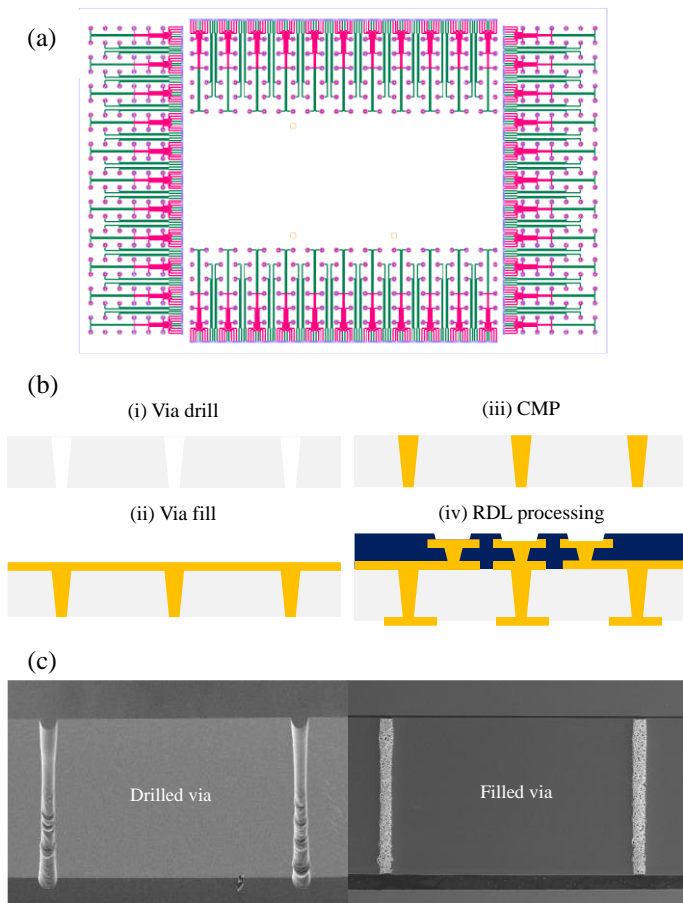 (a)
(b)
(i) Via drill
(iii) CMP
(ii) Via fill
(iv) RDL processing
(c)
Drilled via
Filled via